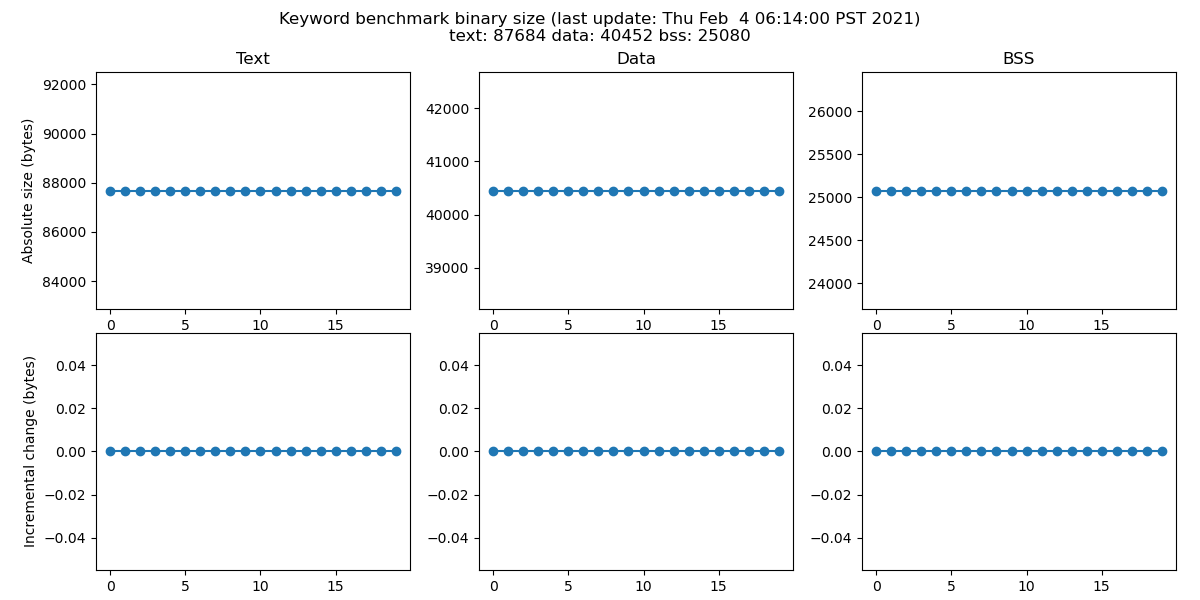 Keyword benchmark binary size (last update: Thu Feb  4 06:14:00 PST 2021)
text: 87684 data: 40452 bss: 25080
Text
Data
BSS
Absolute size (bytes)
92000
90000
88000
86000
84000
0 5 10 15
42000
41000
40000
39000
0 5 10 15
26000
25500
25000
24500
24000
0 5 10 15
Incremental change (bytes)
0.04
0.02
0.00
−0.02
−0.04
0 5 10 15
0.04
0.02
0.00
−0.02
−0.04
0 5 10 15
0.04
0.02
0.00
−0.02
−0.04
0 5 10 15